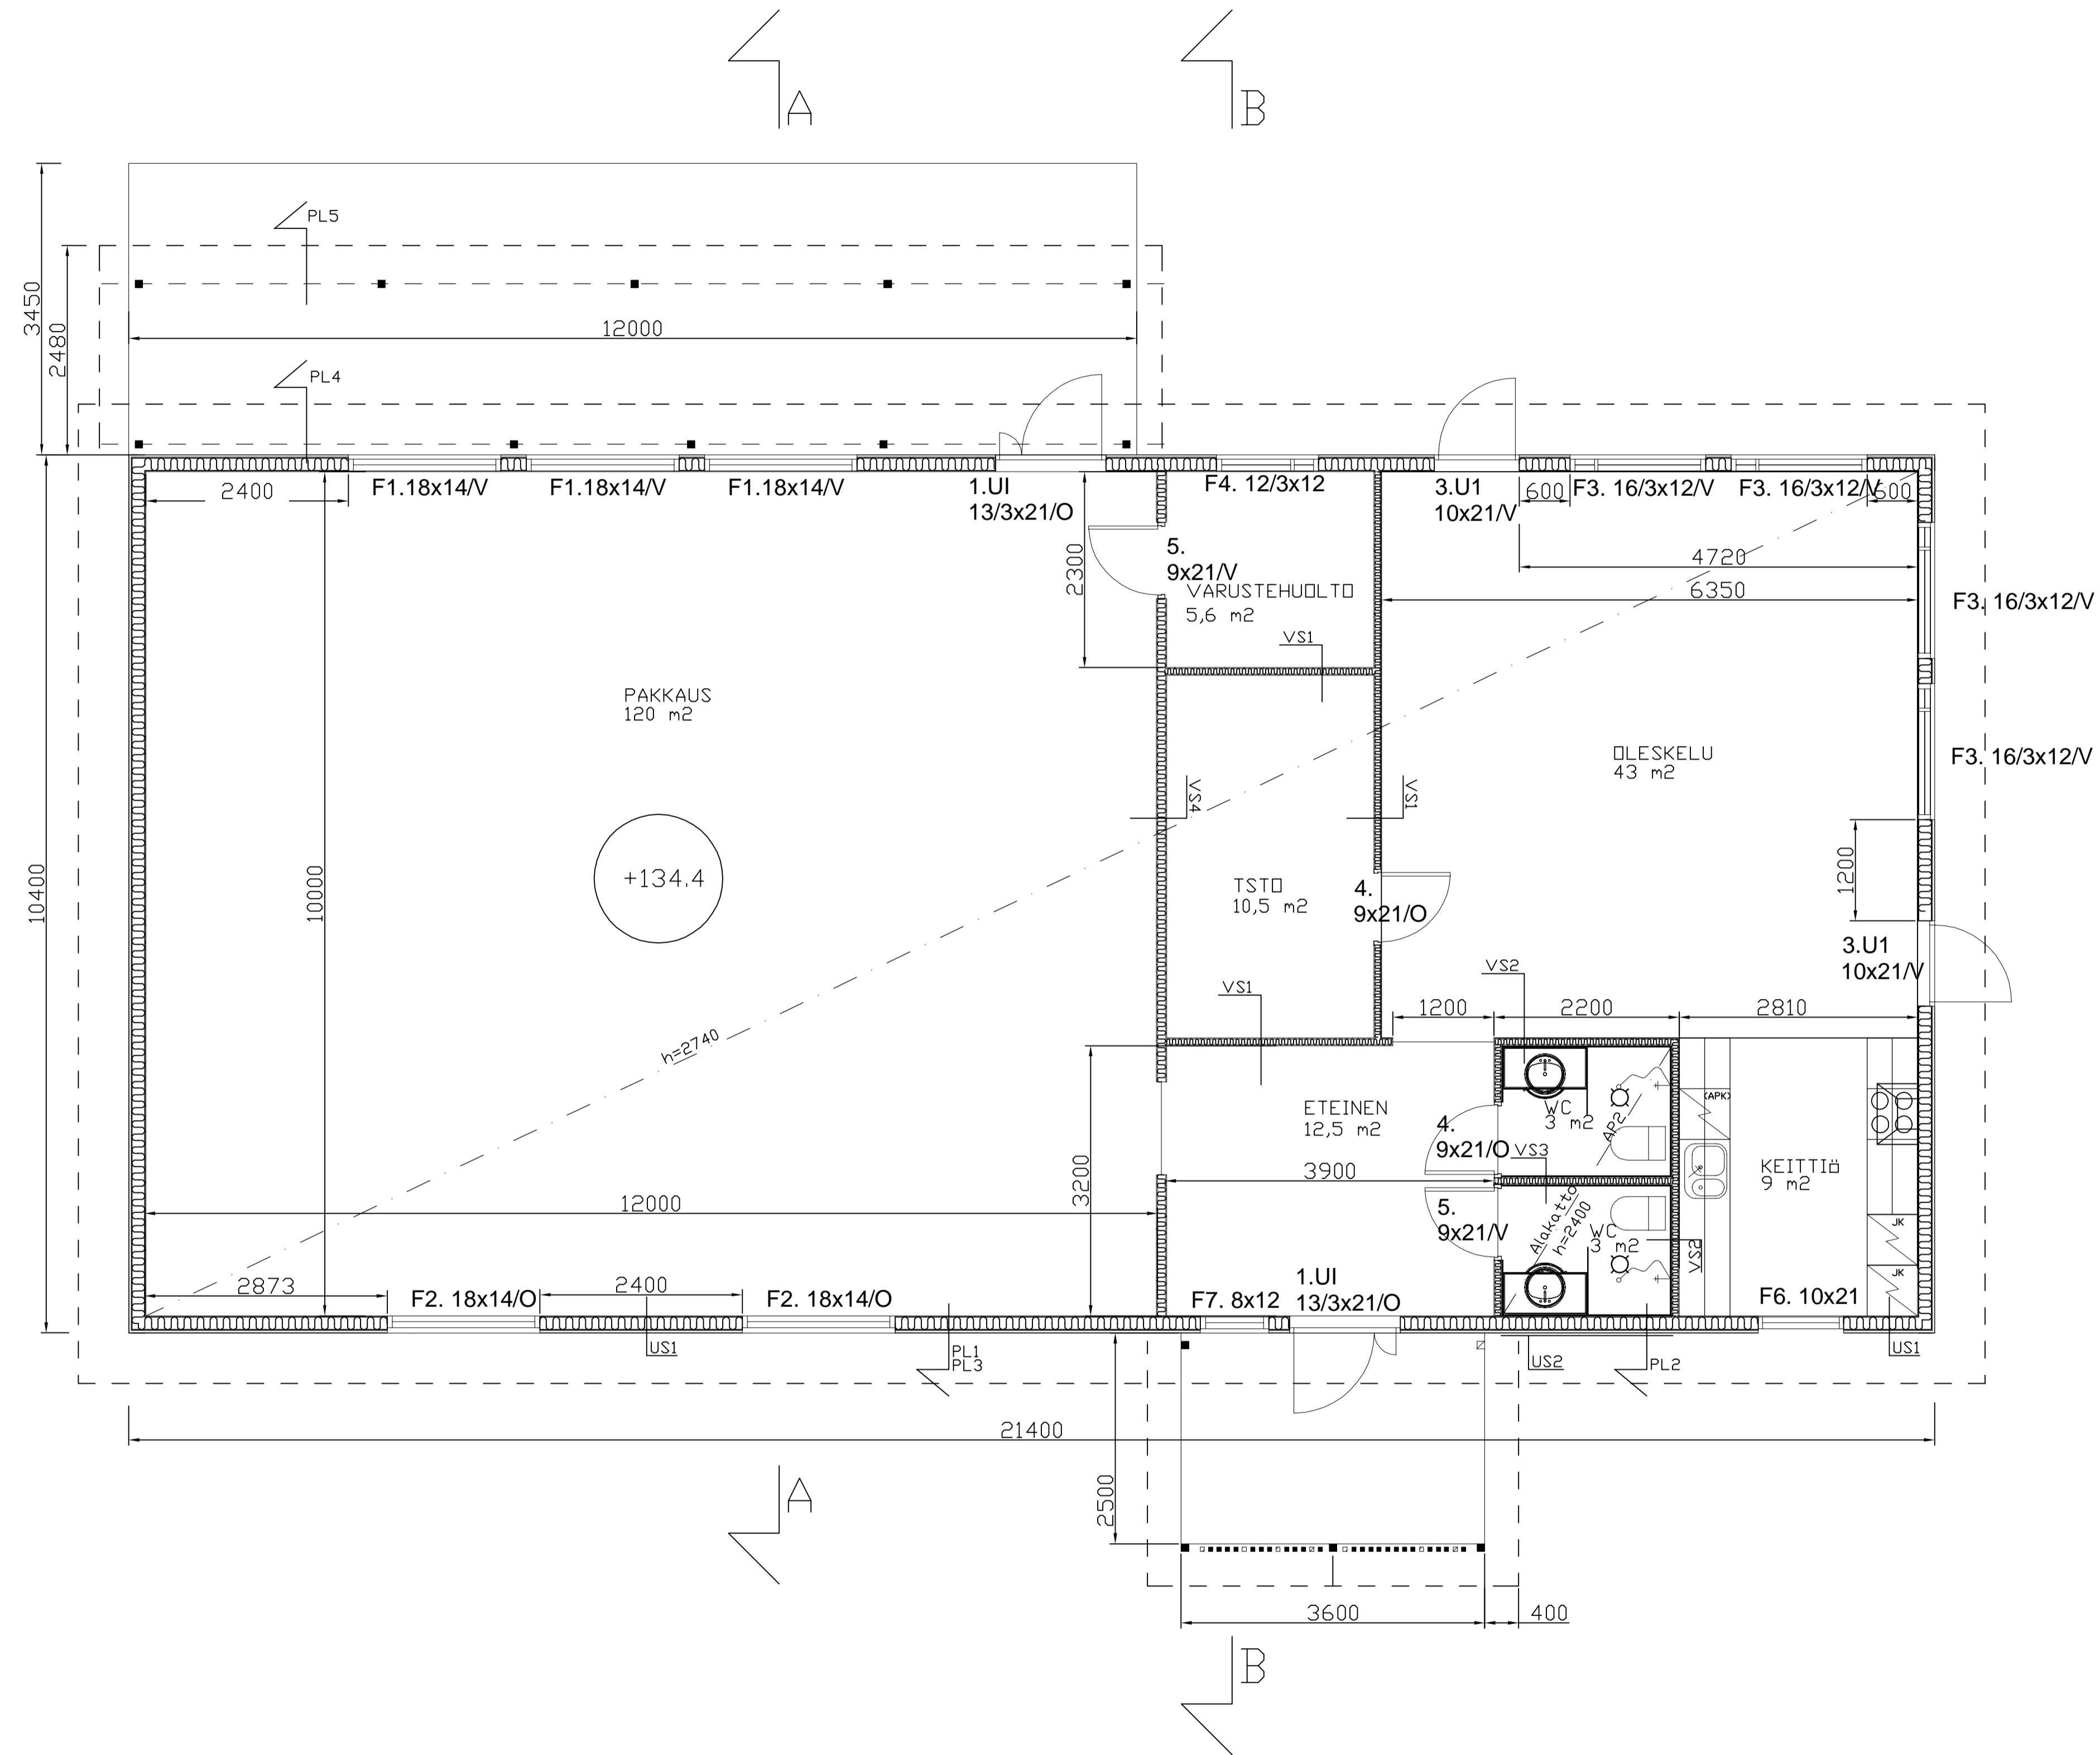 A
B
PL5
3450
2480
12000
PL4
2400
F1.18x14/V
F1.18x14/V
F1.18x14/V
1.UI
13/3x21/O
F4. 12/3x12
3.U1
10x21/V
600
F3. 16/3x12/V
F3. 16/3x12/V
600
2300
5.
9x21/V
VARUSTEHUOLTO
5,6 m2
VS1
4720
6350
F3. 16/3x12/V
PAKKAUS
120 m2
OLESKELU
43 m2
F3. 16/3x12/V
VS4
VS1
10400
10000
+134.4
TSTO
10,5 m2
4.
9x21/O
1200
3.U1
10x21/V
VS2
VS1
1200
2200
2810
h=2740
ETEINEN
12,5 m2
4.
9x21/O
WC
3 m2
AP2
(APK)
VS3
3900
3200
KEITTIÖ
9 m2
12000
5.
9x21/V
Alakatto
h=2400
WC
3 m2
VS2
JK
JK
2873
F2. 18x14/O
2400
F2. 18x14/O
F7. 8x12
1.UI
13/3x21/O
F6. 10x21
US1
PL1
PL3
US2
PL2
US1
21400
A
2500
3600
400
B